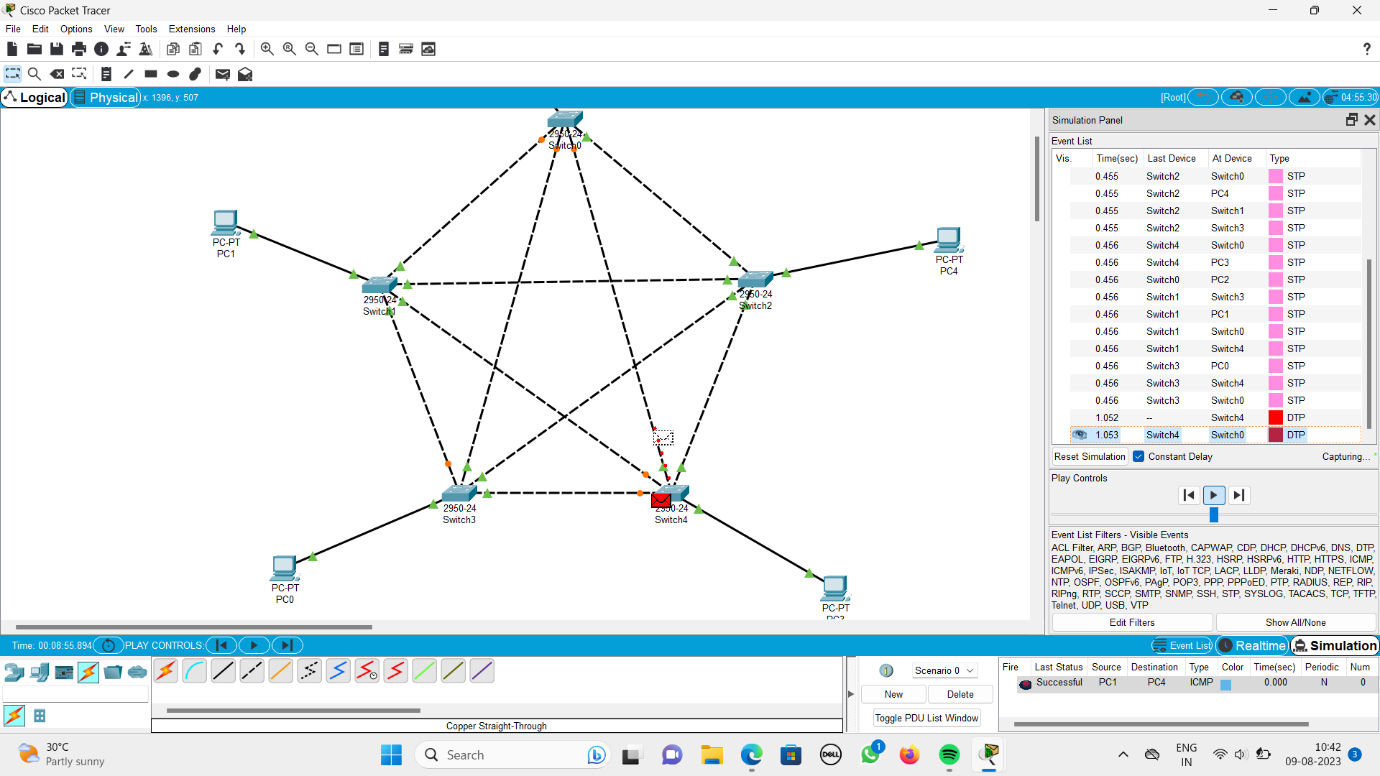 Cisco Packet Tracer
File Edit Options View Tools Extensions Help
Logical Physical x: 1396, y: 507 [Root] 04:55:30
2950-24
Switch0
PC-PT
PC1
PC-PT
PC4
2950-24
Switch1
2950-24
Switch2
2950-24
Switch3
2950-24
Switch4
PC-PT
PC0
PC-PT
Simulation Panel
Event List
Vis. Time(sec) Last Device At Device Type
0.455 Switch2 Switch0 STP
0.455 Switch2 PC4 STP
0.455 Switch2 Switch1 STP
0.455 Switch2 Switch3 STP
0.456 Switch4 Switch0 STP
0.456 Switch4 PC3 STP
0.456 Switch0 PC2 STP
0.456 Switch1 Switch3 STP
0.456 Switch1 PC1 STP
0.456 Switch1 Switch0 STP
0.456 Switch1 Switch4 STP
0.456 Switch3 PC0 STP
0.456 Switch3 Switch4 STP
0.456 Switch3 Switch0 STP
1.052 -- Switch4 DTP
1.053 Switch4 Switch0 DTP
Reset Simulation Constant Delay Capturing...
Play Controls
Event List Filters - Visible Events
ACL Filter, ARP, BGP, Bluetooth, CAPWAP, CDP, DHCP, DHCPv6, DNS, DTP,
EAPOL, EIGRP, EIGRPv6, FTP, H.323, HSRP, HSRPv6, HTTP, HTTPS, ICMP,
ICMPv6, IPSec, ISAKMP, IoT, IoT TCP, LACP, LLDP, Meraki, NDP, NETFLOW,
NTP, OSPF, OSPFv6, PAgP, POP3, PPP, PPPoED, PTP, RADIUS, REP, RIP,
RIPng, RTP, SCCP, SMTP, SNMP, SSH, STP, SYSLOG, TACACS, TCP, TFTP,
Telnet, UDP, USB, VTP
Edit Filters Show All/None
Time: 00:08:55.894 PLAY CONTROLS: Event List Realtime Simulation
Copper Straight-Through
Scenario 0
New Delete
Toggle PDU List Window
Fire Last Status Source Destination Type Color Time(sec) Periodic Num
Successful PC1 PC4 ICMP 0.000 N 0
30°C
Partly sunny
Search
DELL
1
ENG
IN
10:42
09-08-2023
3